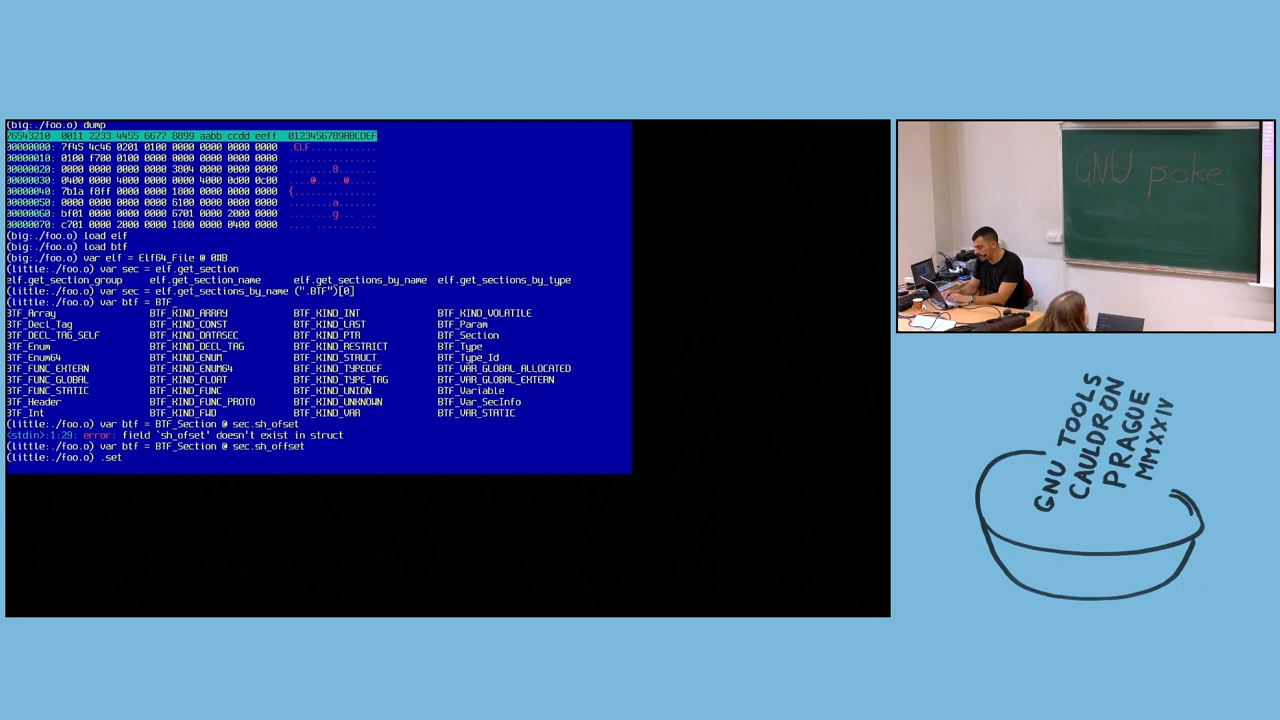 (big:./foo.o) dump
76543210  0011 2233 4455 6677 8899 aabb ccdd eeff  0123456789ABCDEF
00000000: 7f45 4c46 0201 0100 0000 0000 0000 0000  .ELF............
00000010: 0100 f700 0100 0000 0000 0000 0000 0000  ................
00000020: 0000 0000 0000 0000 3804 0000 0000 0000  ........8.......
00000030: 0400 0000 4000 0000 0000 4000 0d00 0c00  ....@.....@.....
00000040: 7b1a f8ff 0000 0000 1800 0000 0000 0000  {...............
00000050: 0000 0000 0000 0000 6100 0000 0000 0000  ........a.......
00000060: bf01 0000 0000 0000 6701 0000 2000 0000  ........g... ...
00000070: c701 0000 2000 0000 1800 0000 0400 0000  .... ...........
(big:./foo.o) load elf
(big:./foo.o) load btf
(big:./foo.o) var elf = Elf64_File @ 0#B
(little:./foo.o) var sec = elf.get_section
elf.get_section_group    elf.get_section_name    elf.get_sections_by_name    elf.get_sections_by_type
(little:./foo.o) var sec = elf.get_sections_by_name (".BTF")[0]
(little:./foo.o) var btf = BTF_
BTF_Array    BTF_KIND_ARRAY    BTF_KIND_INT    BTF_KIND_VOLATILE
BTF_Decl_Tag    BTF_KIND_CONST    BTF_KIND_LAST    BTF_Param
BTF_DECL_TAG_SELF    BTF_KIND_DATASEC    BTF_KIND_PTR    BTF_Section
BTF_Enum    BTF_KIND_DECL_TAG    BTF_KIND_RESTRICT    BTF_Type
BTF_Enum64    BTF_KIND_ENUM    BTF_KIND_STRUCT    BTF_Type_Id
BTF_FUNC_EXTERN    BTF_KIND_ENUM64    BTF_KIND_TYPEDEF    BTF_VAR_GLOBAL_ALLOCATED
BTF_FUNC_GLOBAL    BTF_KIND_FLOAT    BTF_KIND_TYPE_TAG    BTF_VAR_GLOBAL_EXTERN
BTF_FUNC_STATIC    BTF_KIND_FUNC    BTF_KIND_UNION    BTF_Variable
BTF_Header    BTF_KIND_FUNC_PROTO    BTF_KIND_UNKNOWN    BTF_Var_SecInfo
BTF_Int    BTF_KIND_FWD    BTF_KIND_VAR    BTF_VAR_STATIC
(little:./foo.o) var btf = BTF_Section @ sec.sh_ofset
<stdin>:1:29: error: field `sh_ofset' doesn't exist in struct
(little:./foo.o) var btf = BTF_Section @ sec.sh_offset
(little:./foo.o) .set
GNU poke
GNU TOOLS
CAULDRON
PRAGUE
MMXXIV